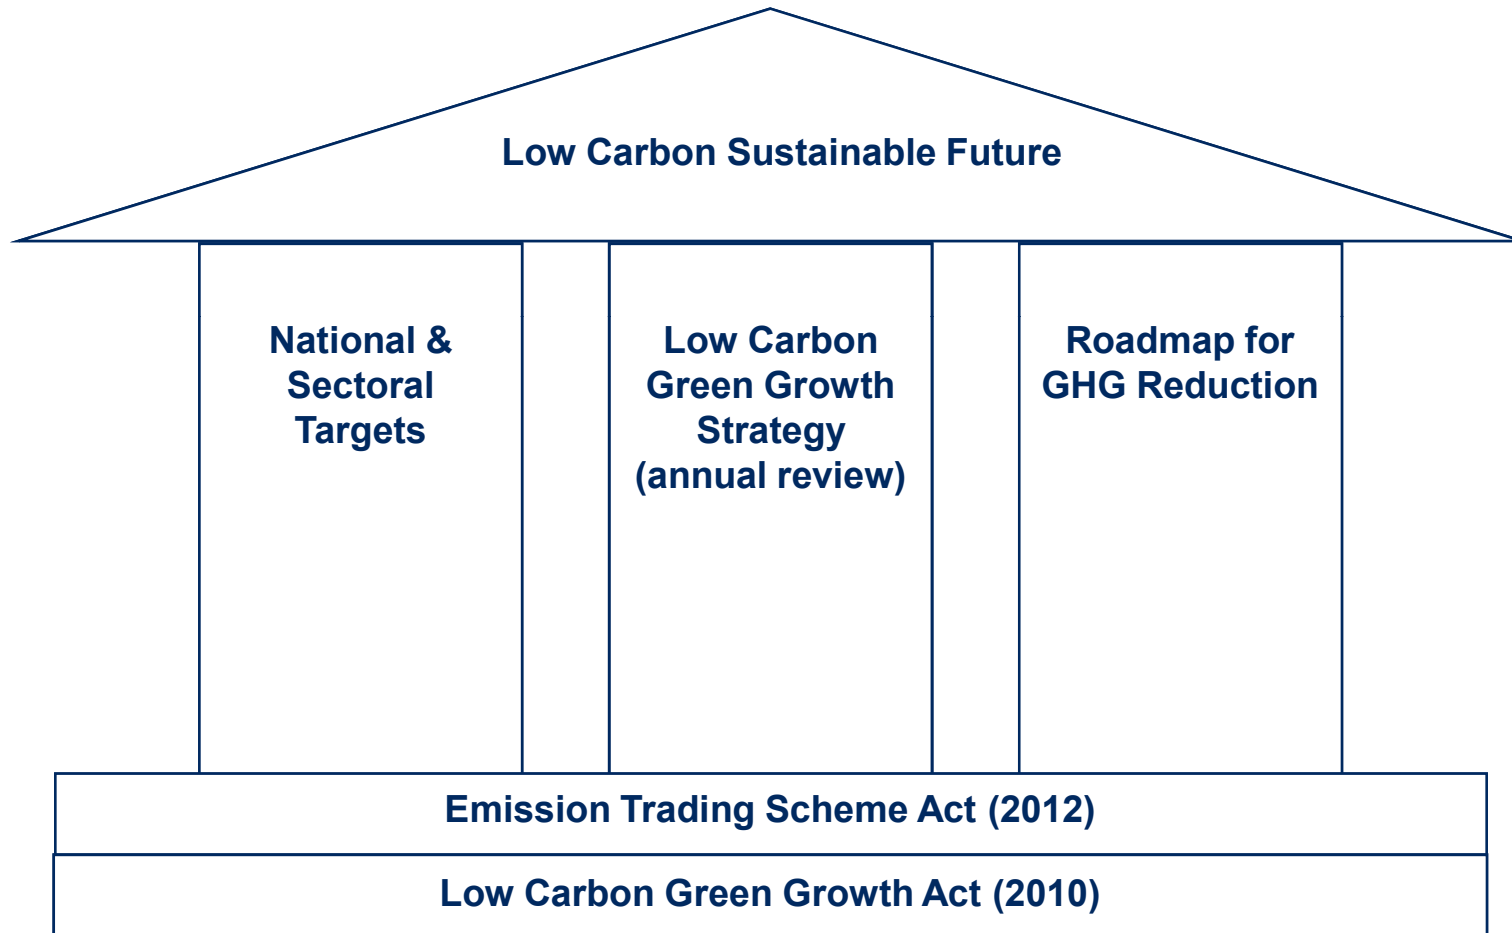 Low Carbon Sustainable Future
National &
Sectoral
Targets
Low Carbon
Green Growth
Strategy
(annual review)
Roadmap for
GHG Reduction
Emission Trading Scheme Act (2012)
Low Carbon Green Growth Act (2010)